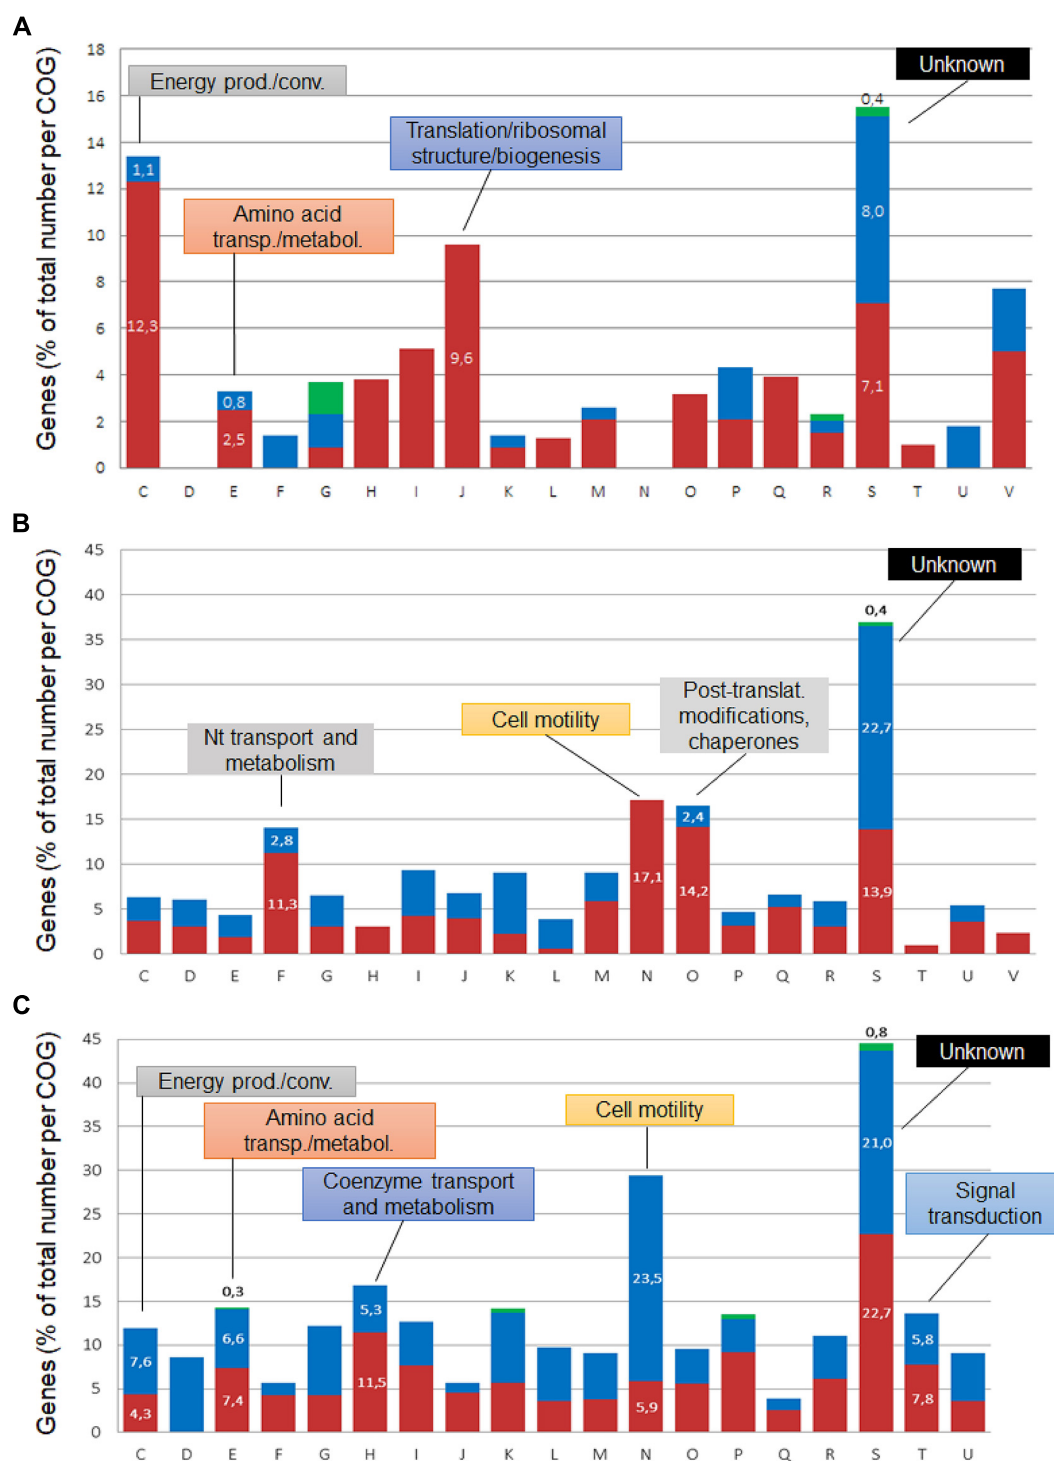 A
Genes (% of total number per COG)
18
16
14
12
10
8
6
4
2
0
Energy prod./conv.
Amino acid
transp./metabol.
Translation/ribosomal
structure/biogenesis
Unknown
1,1
12,3
0,8
2,5
9,6
0,4
8,0
7,1
C D E F G H I J K L M N O P Q R S T U V
B
Genes (% of total number per COG)
45
40
35
30
25
20
15
10
5
0
Nt transport and
metabolism
Cell motility
Post-translat.
modifications,
chaperones
Unknown
2,8
11,3
17,1
2,4
14,2
0,4
22,7
13,9
C D E F G H I J K L M N O P Q R S T U V
C
Genes (% of total number per COG)
45
40
35
30
25
20
15
10
5
0
Energy prod./conv.
Amino acid
transp./metabol.
Coenzyme transport
and metabolism
Cell motility
Unknown
Signal
transduction
7,6
4,3
0,3
6,6
7,4
5,3
11,5
23,5
5,9
0,8
21,0
22,7
5,8
7,8
C D E F G H I J K L M N O P Q R S T U